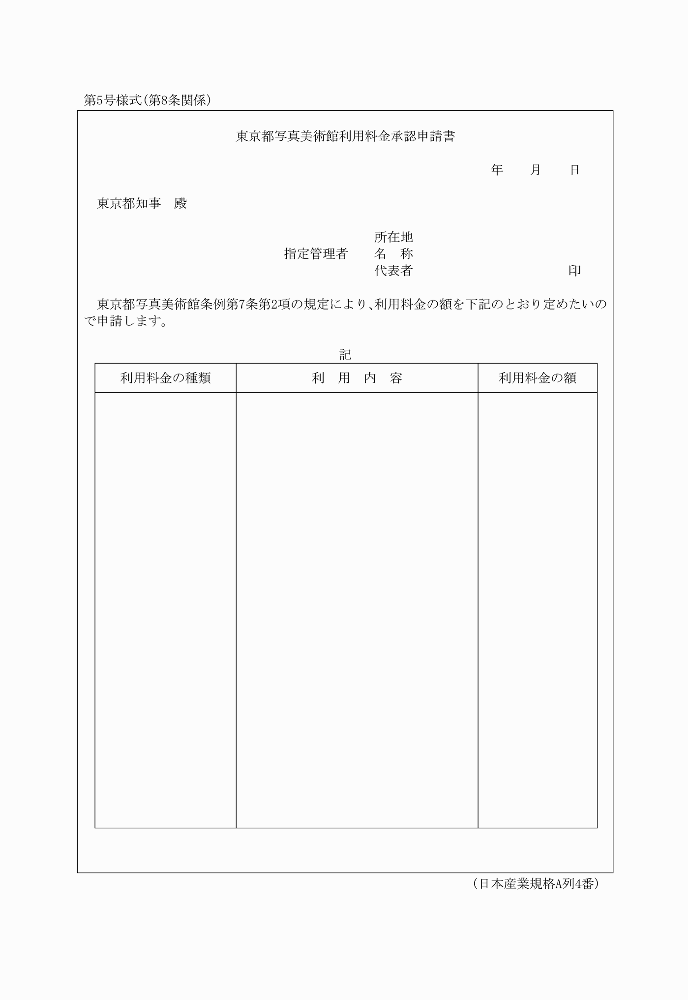 第5号様式(第8条関係)
東京都写真美術館利用料金承認申請書
年　　月　　日
東京都知事　殿
所在地
指定管理者　　名　称
代表者　　　　　　　　　　　　印
東京都写真美術館条例第7条第2項の規定により、利用料金の額を下記のとおり定めたいの
で申請します。
記
利用料金の種類　利　用　内　容　利用料金の額
(日本産業規格A列4番)